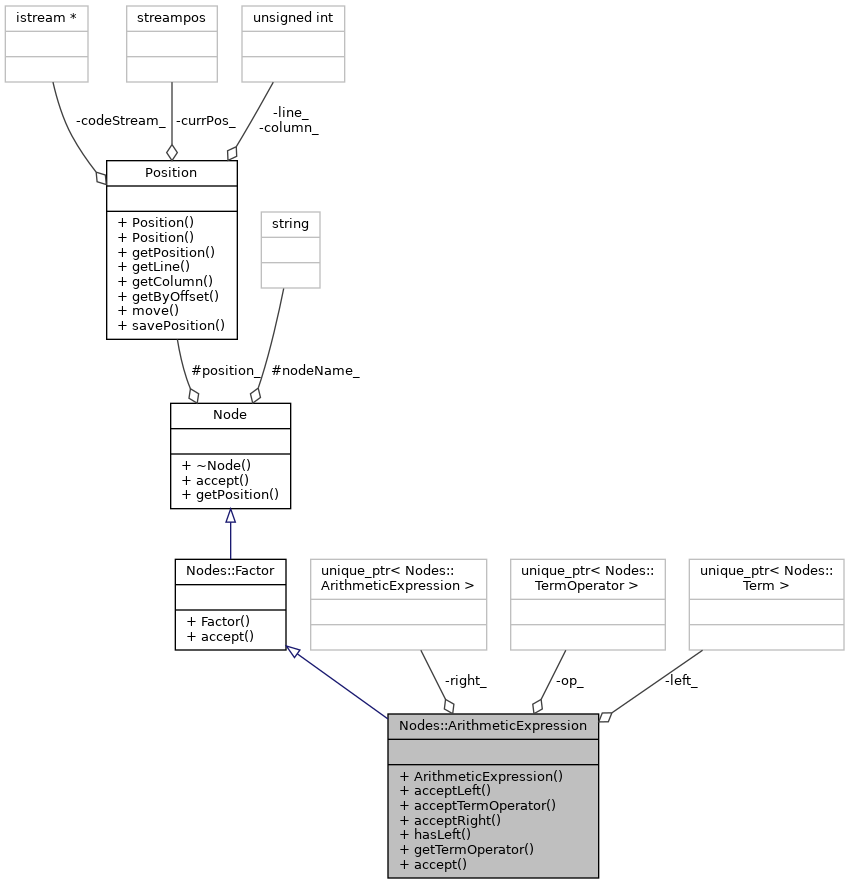 istream *
streampos
unsigned int
-codeStream_
-currPos_
-line_
-column_
Position
+ Position()
+ Position()
+ getPosition()
+ getLine()
+ getColumn()
+ getByOffset()
+ move()
+ savePosition()
string
#position_
#nodeName_
Node
+ ~Node()
+ accept()
+ getPosition()
Nodes::Factor
+ Factor()
+ accept()
unique_ptr< Nodes::
ArithmeticExpression >
unique_ptr< Nodes::
TermOperator >
unique_ptr< Nodes::
Term >
-right_
-op_
-left_
Nodes::ArithmeticExpression
+ ArithmeticExpression()
+ acceptLeft()
+ acceptTermOperator()
+ acceptRight()
+ hasLeft()
+ getTermOperator()
+ accept()